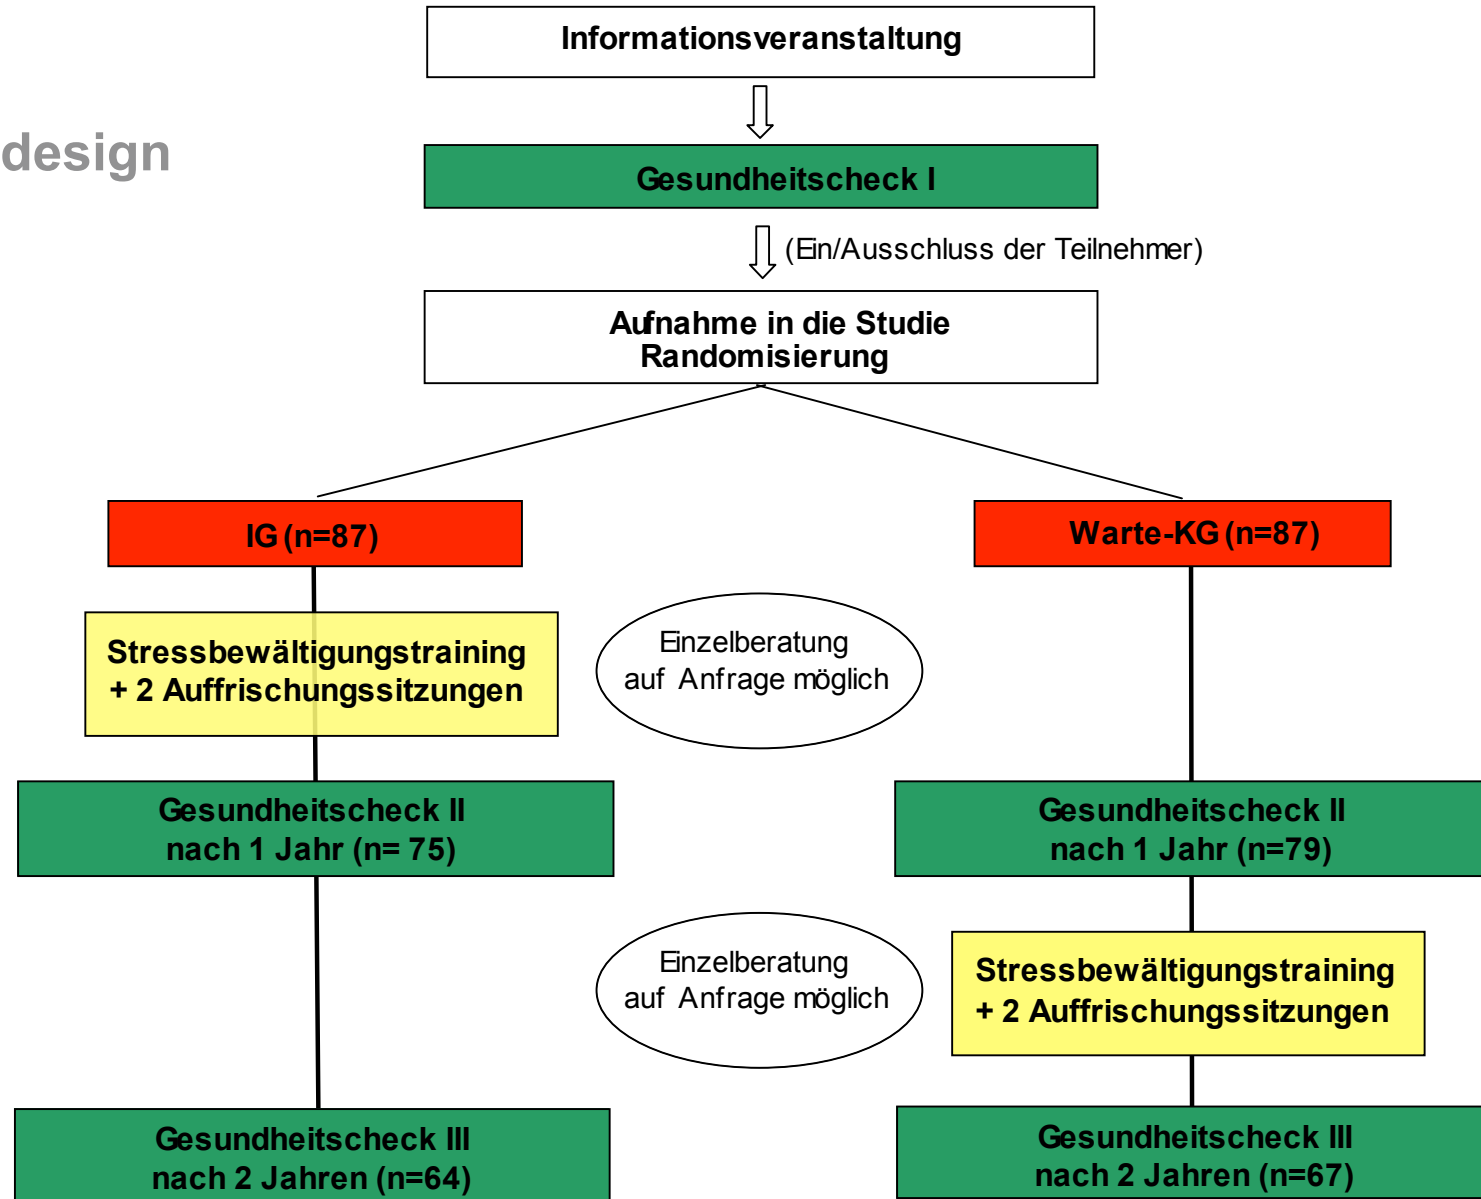 Informationsveranstaltung
design
Gesundheitscheck I
(Ein/Ausschluss der Teilnehmer)
Aufnahme in die Studie
Randomisierung
IG (n=87)
Warte-KG (n=87)
Stressbewältigungstraining
+ 2 Auffrischungssitzungen
Einzelberatung
auf Anfrage möglich
Gesundheitscheck II
nach 1 Jahr (n= 75)
Gesundheitscheck II
nach 1 Jahr (n=79)
Einzelberatung
auf Anfrage möglich
Stressbewältigungstraining
+ 2 Auffrischungssitzungen
Gesundheitscheck III
nach 2 Jahren (n=64)
Gesundheitscheck III
nach 2 Jahren (n=67)